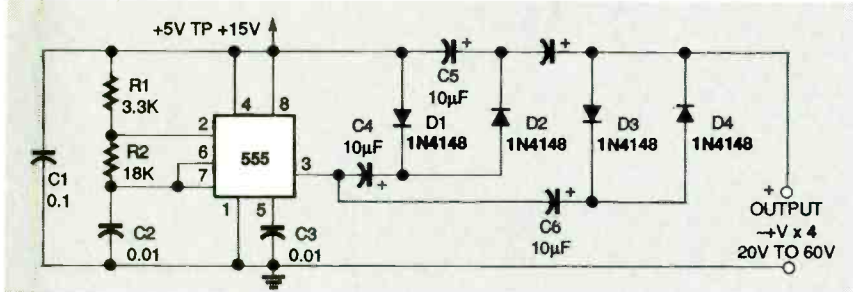 +5V TP +15V
R1
3.3K
R2
18K
C1
0.1
C2
0.01
C3
0.01
2
6
7
4
8
555
3
1
5
C4
10µF
C5
10µF
D1
1N4148
D2
1N4148
D3
1N4148
D4
1N4148
C6
10µF
+
+
+
+
+
OUTPUT
→+V x 4
20V TO 60V